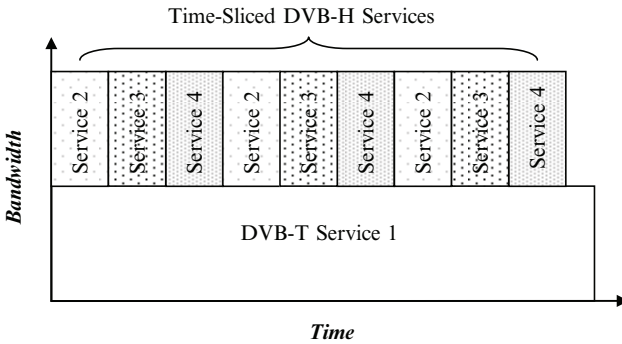 Time-Sliced DVB-H Services
Service 2
Service 3
Service 4
Service 2
Service 3
Service 4
Service 2
Service 3
Service 4
Bandwidth
DVB-T Service 1
Time